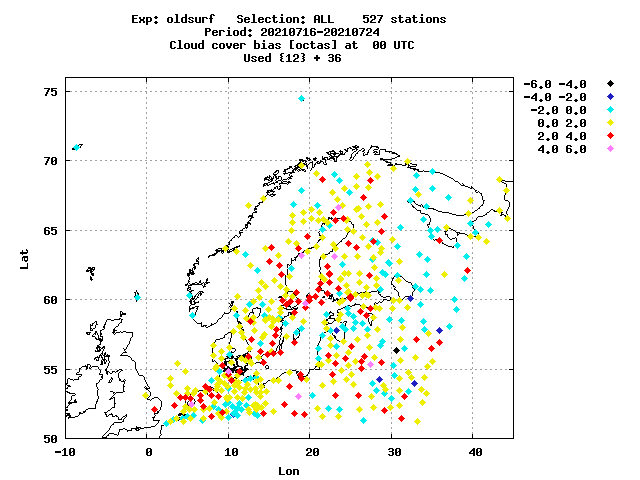 Exp: oldsurf   Selection: ALL    527 stations
Period: 20210716-20210724
Cloud cover bias [octas] at  00 UTC
Used {12} + 36
-6.0 -4.0
-4.0 -2.0
-2.0 0.0
0.0 2.0
2.0 4.0
4.0 6.0
75
70
65
60
55
50
Lat
-10 0 10 20 30 40
Lon